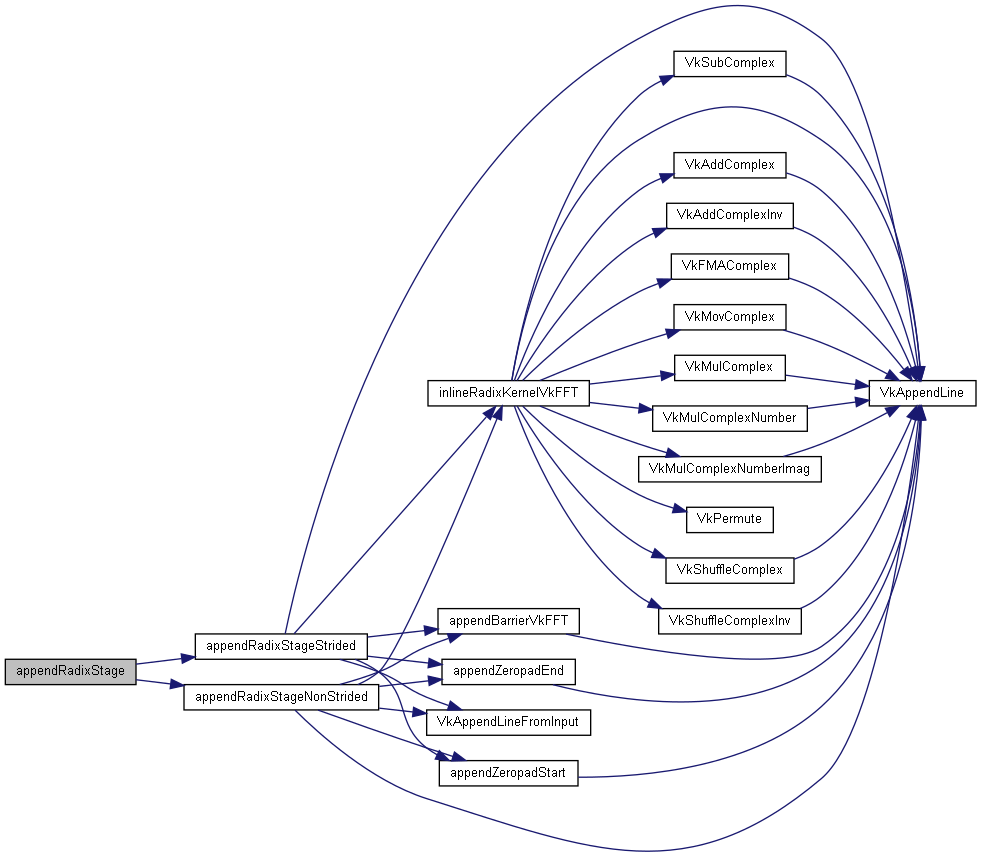 VkSubComplex
VkAddComplex
VkAddComplexInv
VkFMAComplex
VkMovComplex
VkMulComplex
inlineRadixKernelVkFFT
VkAppendLine
VkMulComplexNumber
VkMulComplexNumberImag
VkPermute
VkShuffleComplex
VkShuffleComplexInv
appendBarrierVkFFT
appendRadixStageStrided
appendRadixStage
appendZeropadEnd
appendRadixStageNonStrided
VkAppendLineFromInput
appendZeropadStart